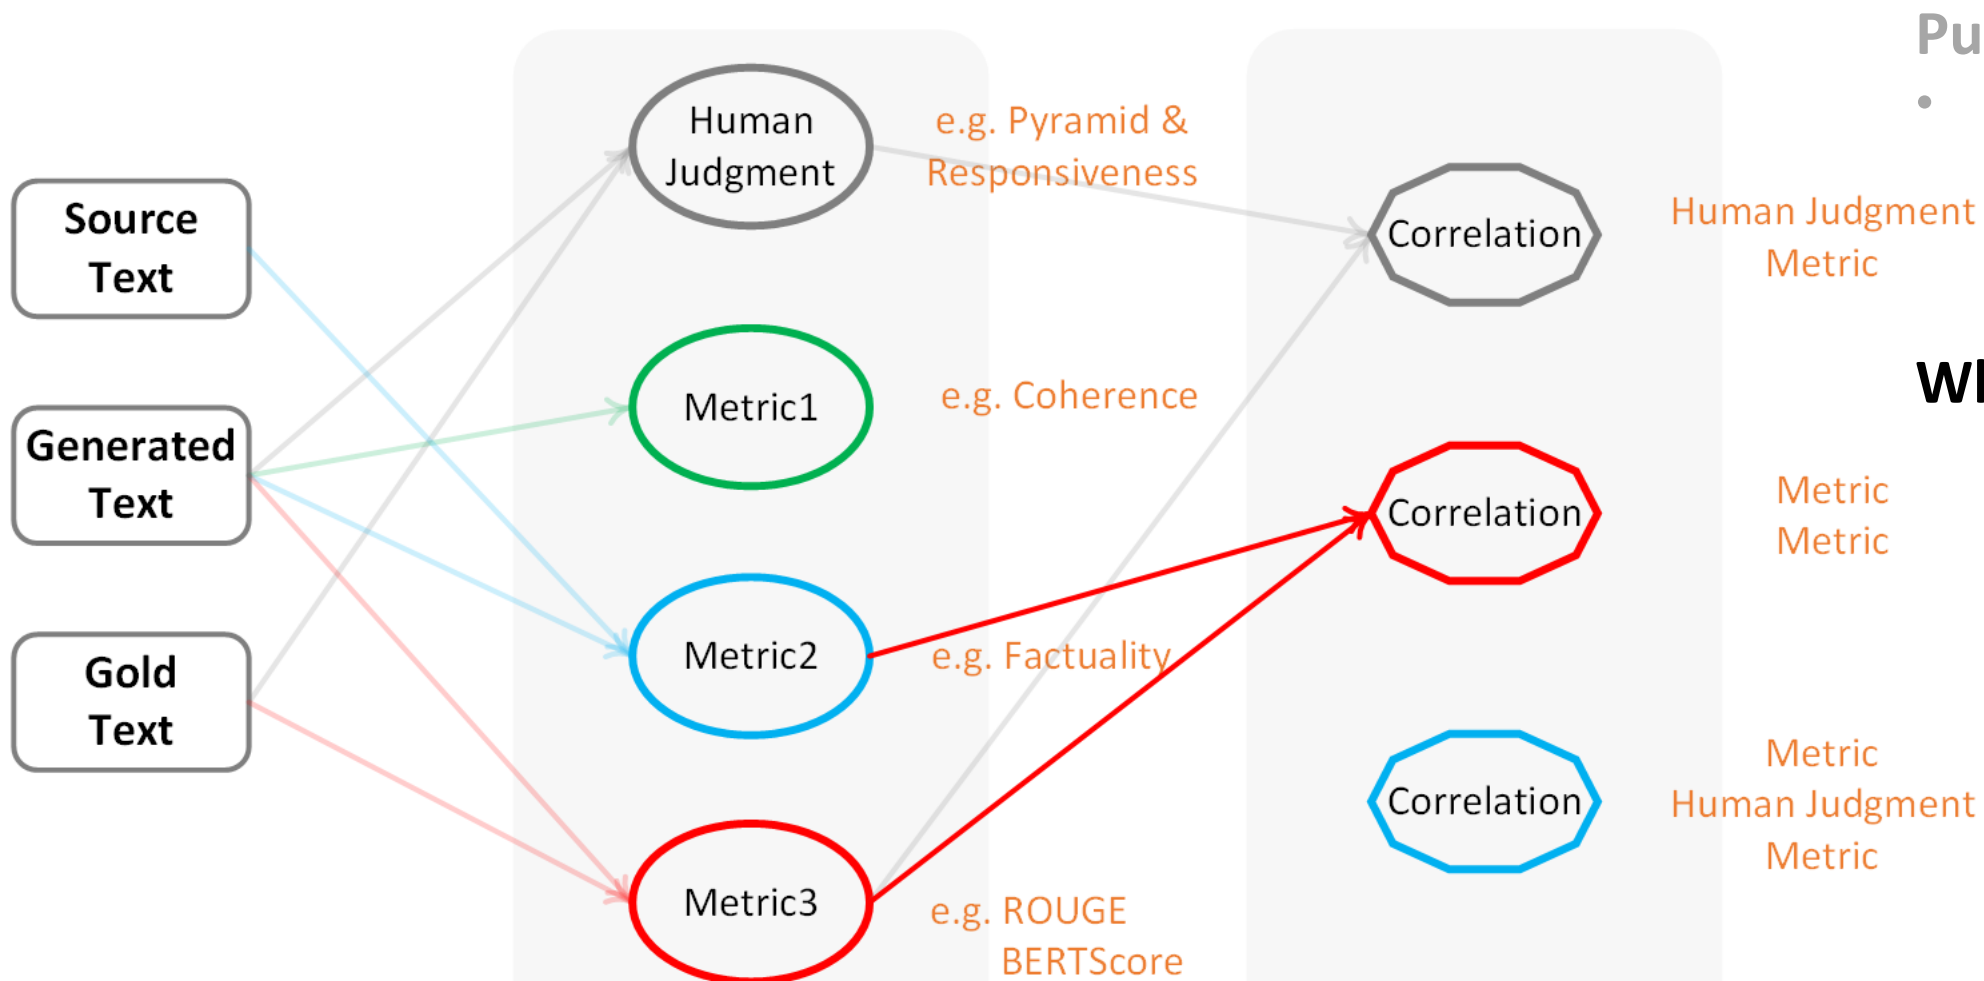 Source
Text
Generated
Text
Gold
Text
Human
Judgment
Metric1
Metric2
Metric3
e.g. Pyramid &
Responsiveness
e.g. Coherence
e.g. Factuality
e.g. ROUGE
BERTScore
Correlation
Correlation
Correlation
Human Judgment
Metric
Metric
Metric
Metric
Human Judgment
Metric